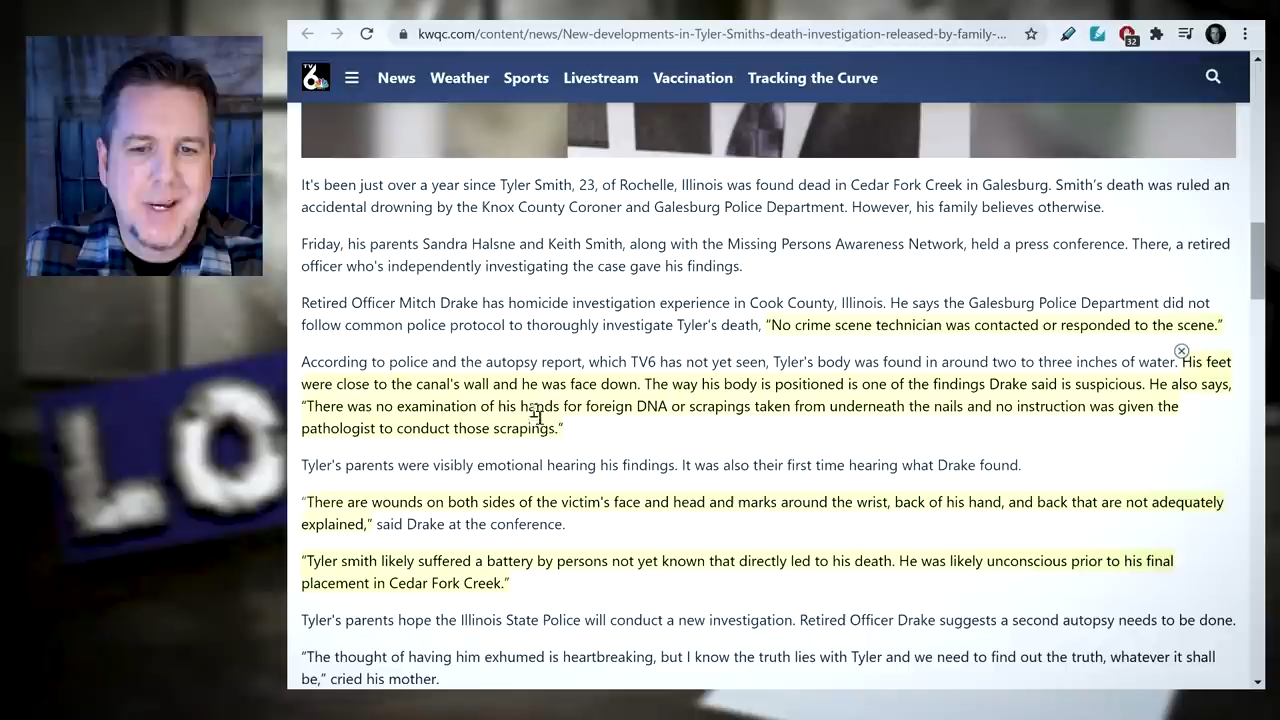 kwqc.com/content/news/New-developments-in-Tyler-Smiths-death-investigation-released-by-family-...
32
TV
6
News Weather Sports Livestream Vaccination Tracking the Curve
It's been just over a year since Tyler Smith, 23, of Rochelle, Illinois was found dead in Cedar Fork Creek in Galesburg. Smith's death was ruled an
accidental drowning by the Knox County Coroner and Galesburg Police Department. However, his family believes otherwise.
Friday, his parents Sandra Halsne and Keith Smith, along with the Missing Persons Awareness Network, held a press conference. There, a retired
officer who's independently investigating the case gave his findings.
Retired Officer Mitch Drake has homicide investigation experience in Cook County, Illinois. He says the Galesburg Police Department did not
follow common police protocol to thoroughly investigate Tyler's death, “No crime scene technician was contacted or responded to the scene.”
According to police and the autopsy report, which TV6 has not yet seen, Tyler's body was found in around two to three inches of water. His feet
were close to the canal's wall and he was face down. The way his body is positioned is one of the findings Drake said is suspicious. He also says,
“There was no examination of his hands for foreign DNA or scrapings taken from underneath the nails and no instruction was given the
pathologist to conduct those scrapings.”
Tyler's parents were visibly emotional hearing his findings. It was also their first time hearing what Drake found.
“There are wounds on both sides of the victim's face and head and marks around the wrist, back of his hand, and back that are not adequately
explained,” said Drake at the conference.
“Tyler smith likely suffered a battery by persons not yet known that directly led to his death. He was likely unconscious prior to his final
placement in Cedar Fork Creek.”
Tyler's parents hope the Illinois State Police will conduct a new investigation. Retired Officer Drake suggests a second autopsy needs to be done.
“The thought of having him exhumed is heartbreaking, but I know the truth lies with Tyler and we need to find out the truth, whatever it shall
be,” cried his mother.
LO